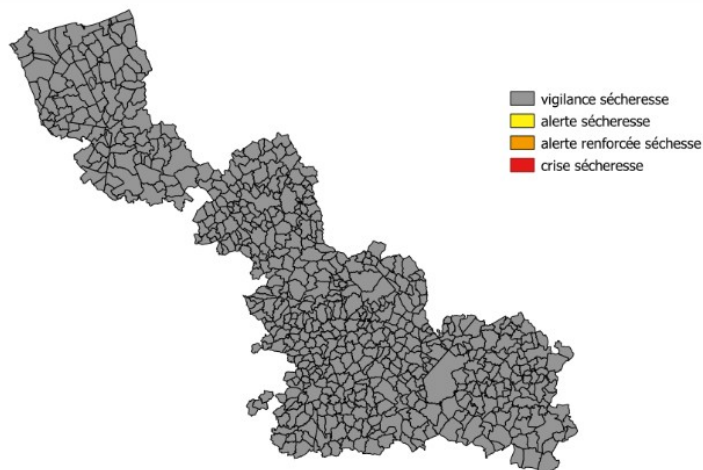 vigilance sécheresse
alerte sécheresse
alerte renforcée séchesse
crise sécheresse